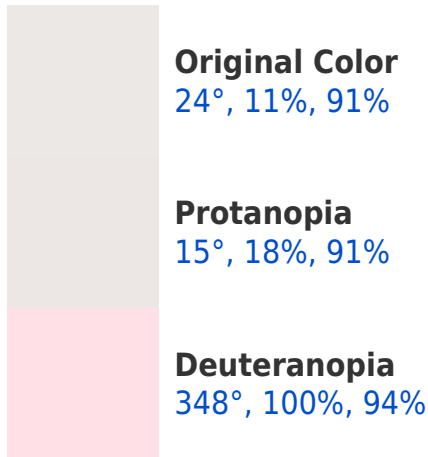 Original Color
24°, 11%, 91%
Protanopia
15°, 18%, 91%
Deuteranopia
348°, 100%, 94%